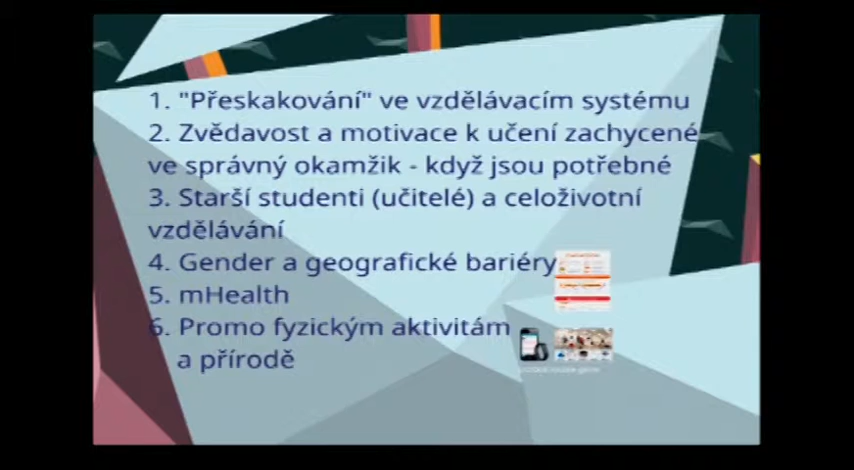 1. "Přeskakování" ve vzdělávacím systému
2. Zvědavost a motivace k učení zachycené
ve správný okamžik - když jsou potřebné
3. Starší studenti (učitelé) a celoživotní
vzdělávání
4. Gender a geografické bariéry
5. mHealth
6. Promo fyzickým aktivitám
a přírodě